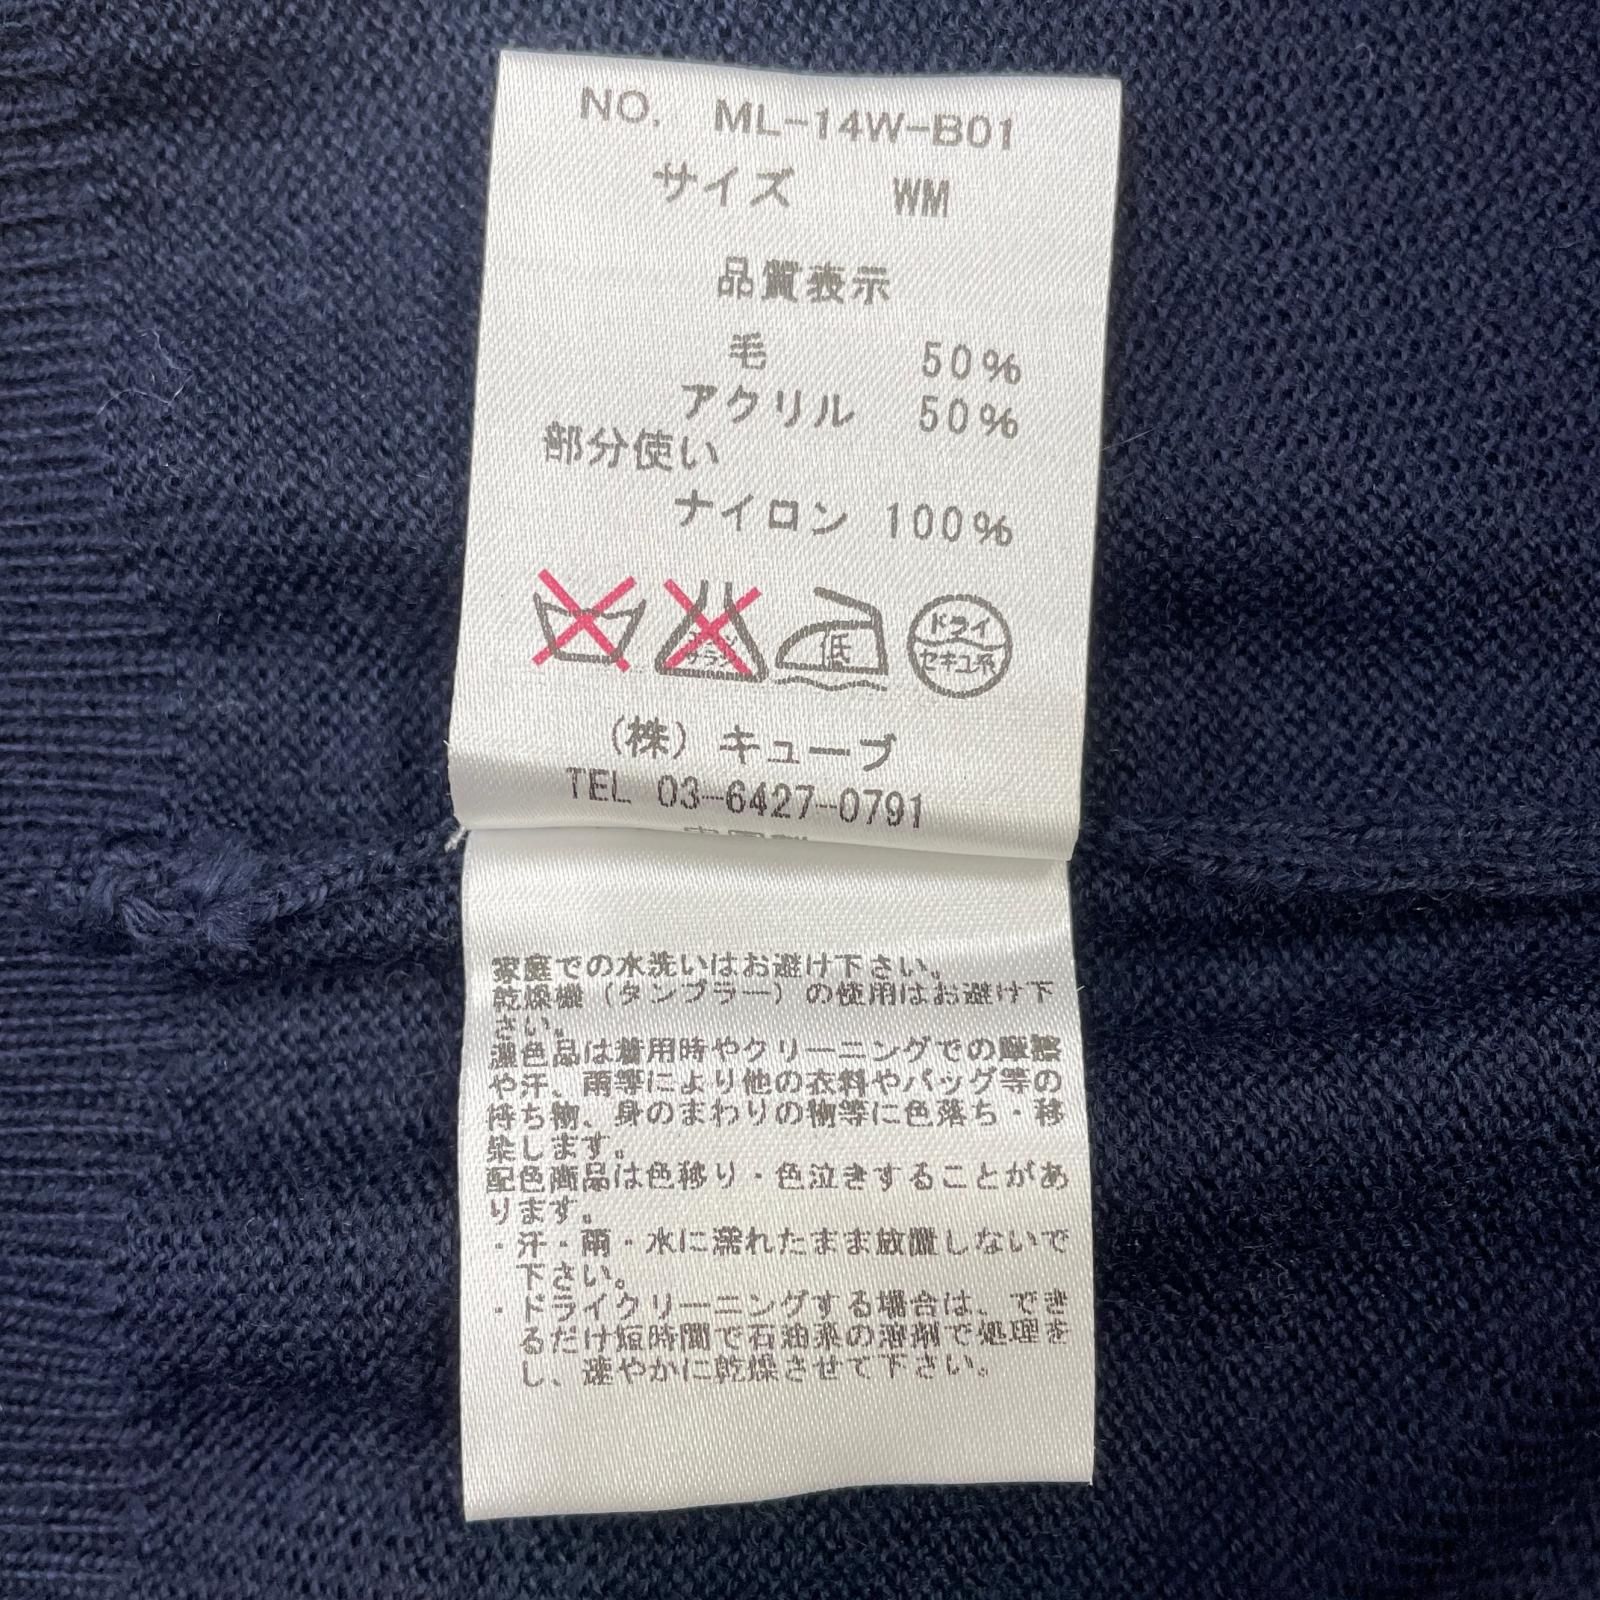 NO. ML-14W-B01
サイズ WM
品質表示
毛 50%
アクリル 50%
部分使い
ナイロン 100%
低
ドライ
セキユ系
(株) キューブ
TEL 03-6427-0791
家庭での水洗いはお避け下さい。
乾燥機(タンブラー)の使用はお避け下
さい。
濃色品は着用時やクリーニングでの摩擦
や汗、雨等により他の衣料やバッグ等の
持ち物、身のまわりの物等に色落ち・移
染します。
配色商品は色移り・色泣きすることがあ
ります。
・汗・雨・水に濡れたまま放置しないで
下さい。
・ドライクリーニングする場合は、でき
るだけ短時間で石油系の溶剤で処理を
し、速やかに乾燥させて下さい。